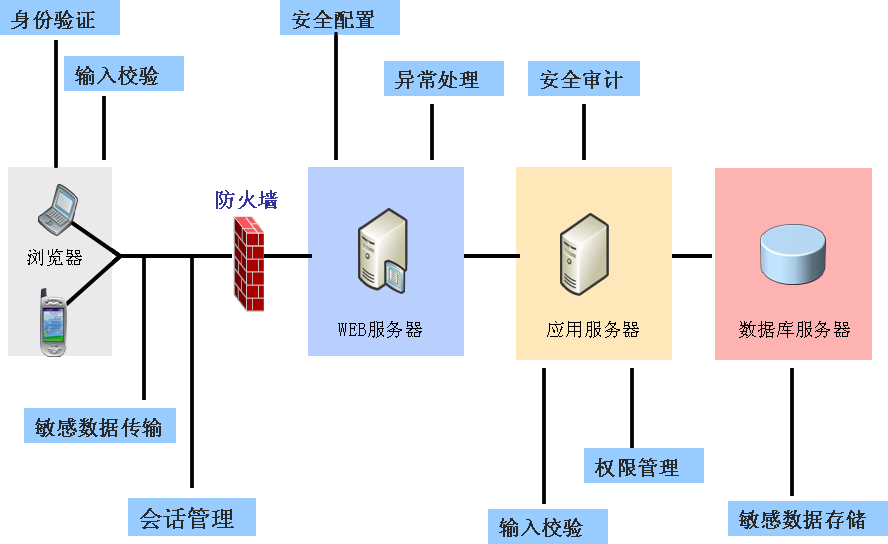 身份验证
安全配置
输入校验
异常处理
安全审计
防火墙
浏览器
WEB服务器
应用服务器
数据库服务器
敏感数据传输
权限管理
会话管理
输入校验
敏感数据存储